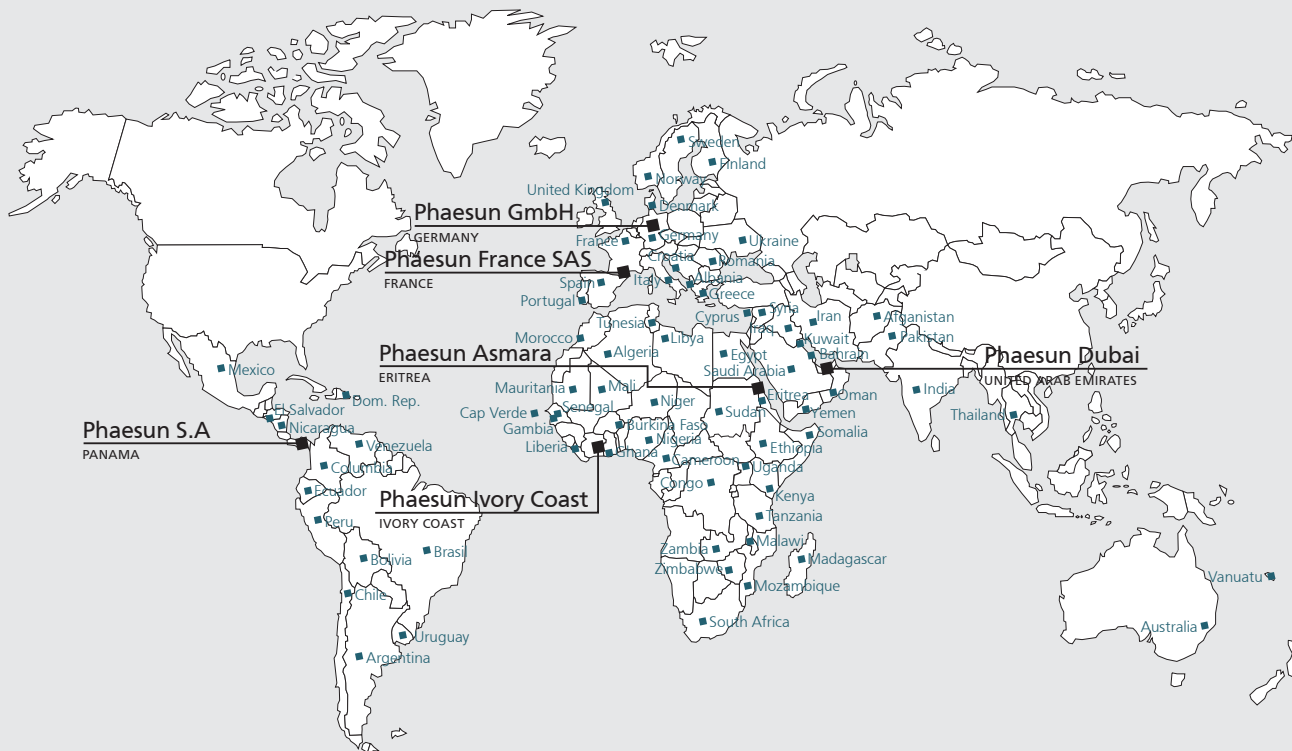 Sweden
Finland
Norway
United Kingdom
Denmark
Phaesun GmbH
GERMANY
Germany
France
Ukraine
Croatia
Romania
Phaesun France SAS
FRANCE
Spain
Italy
Albania
Greece
Portugal
Cyprus
Syria
Tunesia
Iran
Afganistan
Iraq
Morocco
Libya
Kuwait
Pakistan
Phaesun Asmara
ERITREA
Algeria
Egypt
Bahrain
Phaesun Dubai
UNITED ARAB EMIRATES
Saudi Arabia
Mexico
Mauritania
Mali
Eritrea
Oman
India
Dom. Rep.
Niger
El Salvador
Cap Verde
Senegal
Sudan
Yemen
Thailand
Nicaragua
Gambia
Burkina Faso
Somalia
Phaesun S.A
PANAMA
Venezuela
Liberia
Ghana
Nigeria
Ethiopia
Columbia
Cameroon
Uganda
Ecuador
Congo
Kenya
Phaesun Ivory Coast
IVORY COAST
Peru
Tanzania
Brasil
Bolivia
Zambia
Malawi
Madagascar
Zimbabwe
Vanuatu
Mozambique
Chile
South Africa
Australia
Uruguay
Argentina